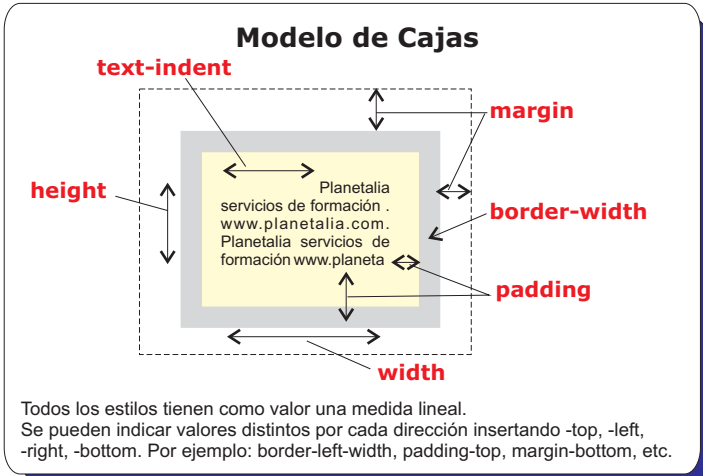 Modelo de Cajas
text-indent
margin
height
Planetalia
servicios de formación .
www.planetalia.com.
Planetalia servicios de
formación www.planeta
border-width
padding
width
Todos los estilos tienen como valor una medida lineal.
Se pueden indicar valores distintos por cada dirección insertando -top, -left,
-right, -bottom. Por ejemplo: border-left-width, padding-top, margin-bottom, etc.